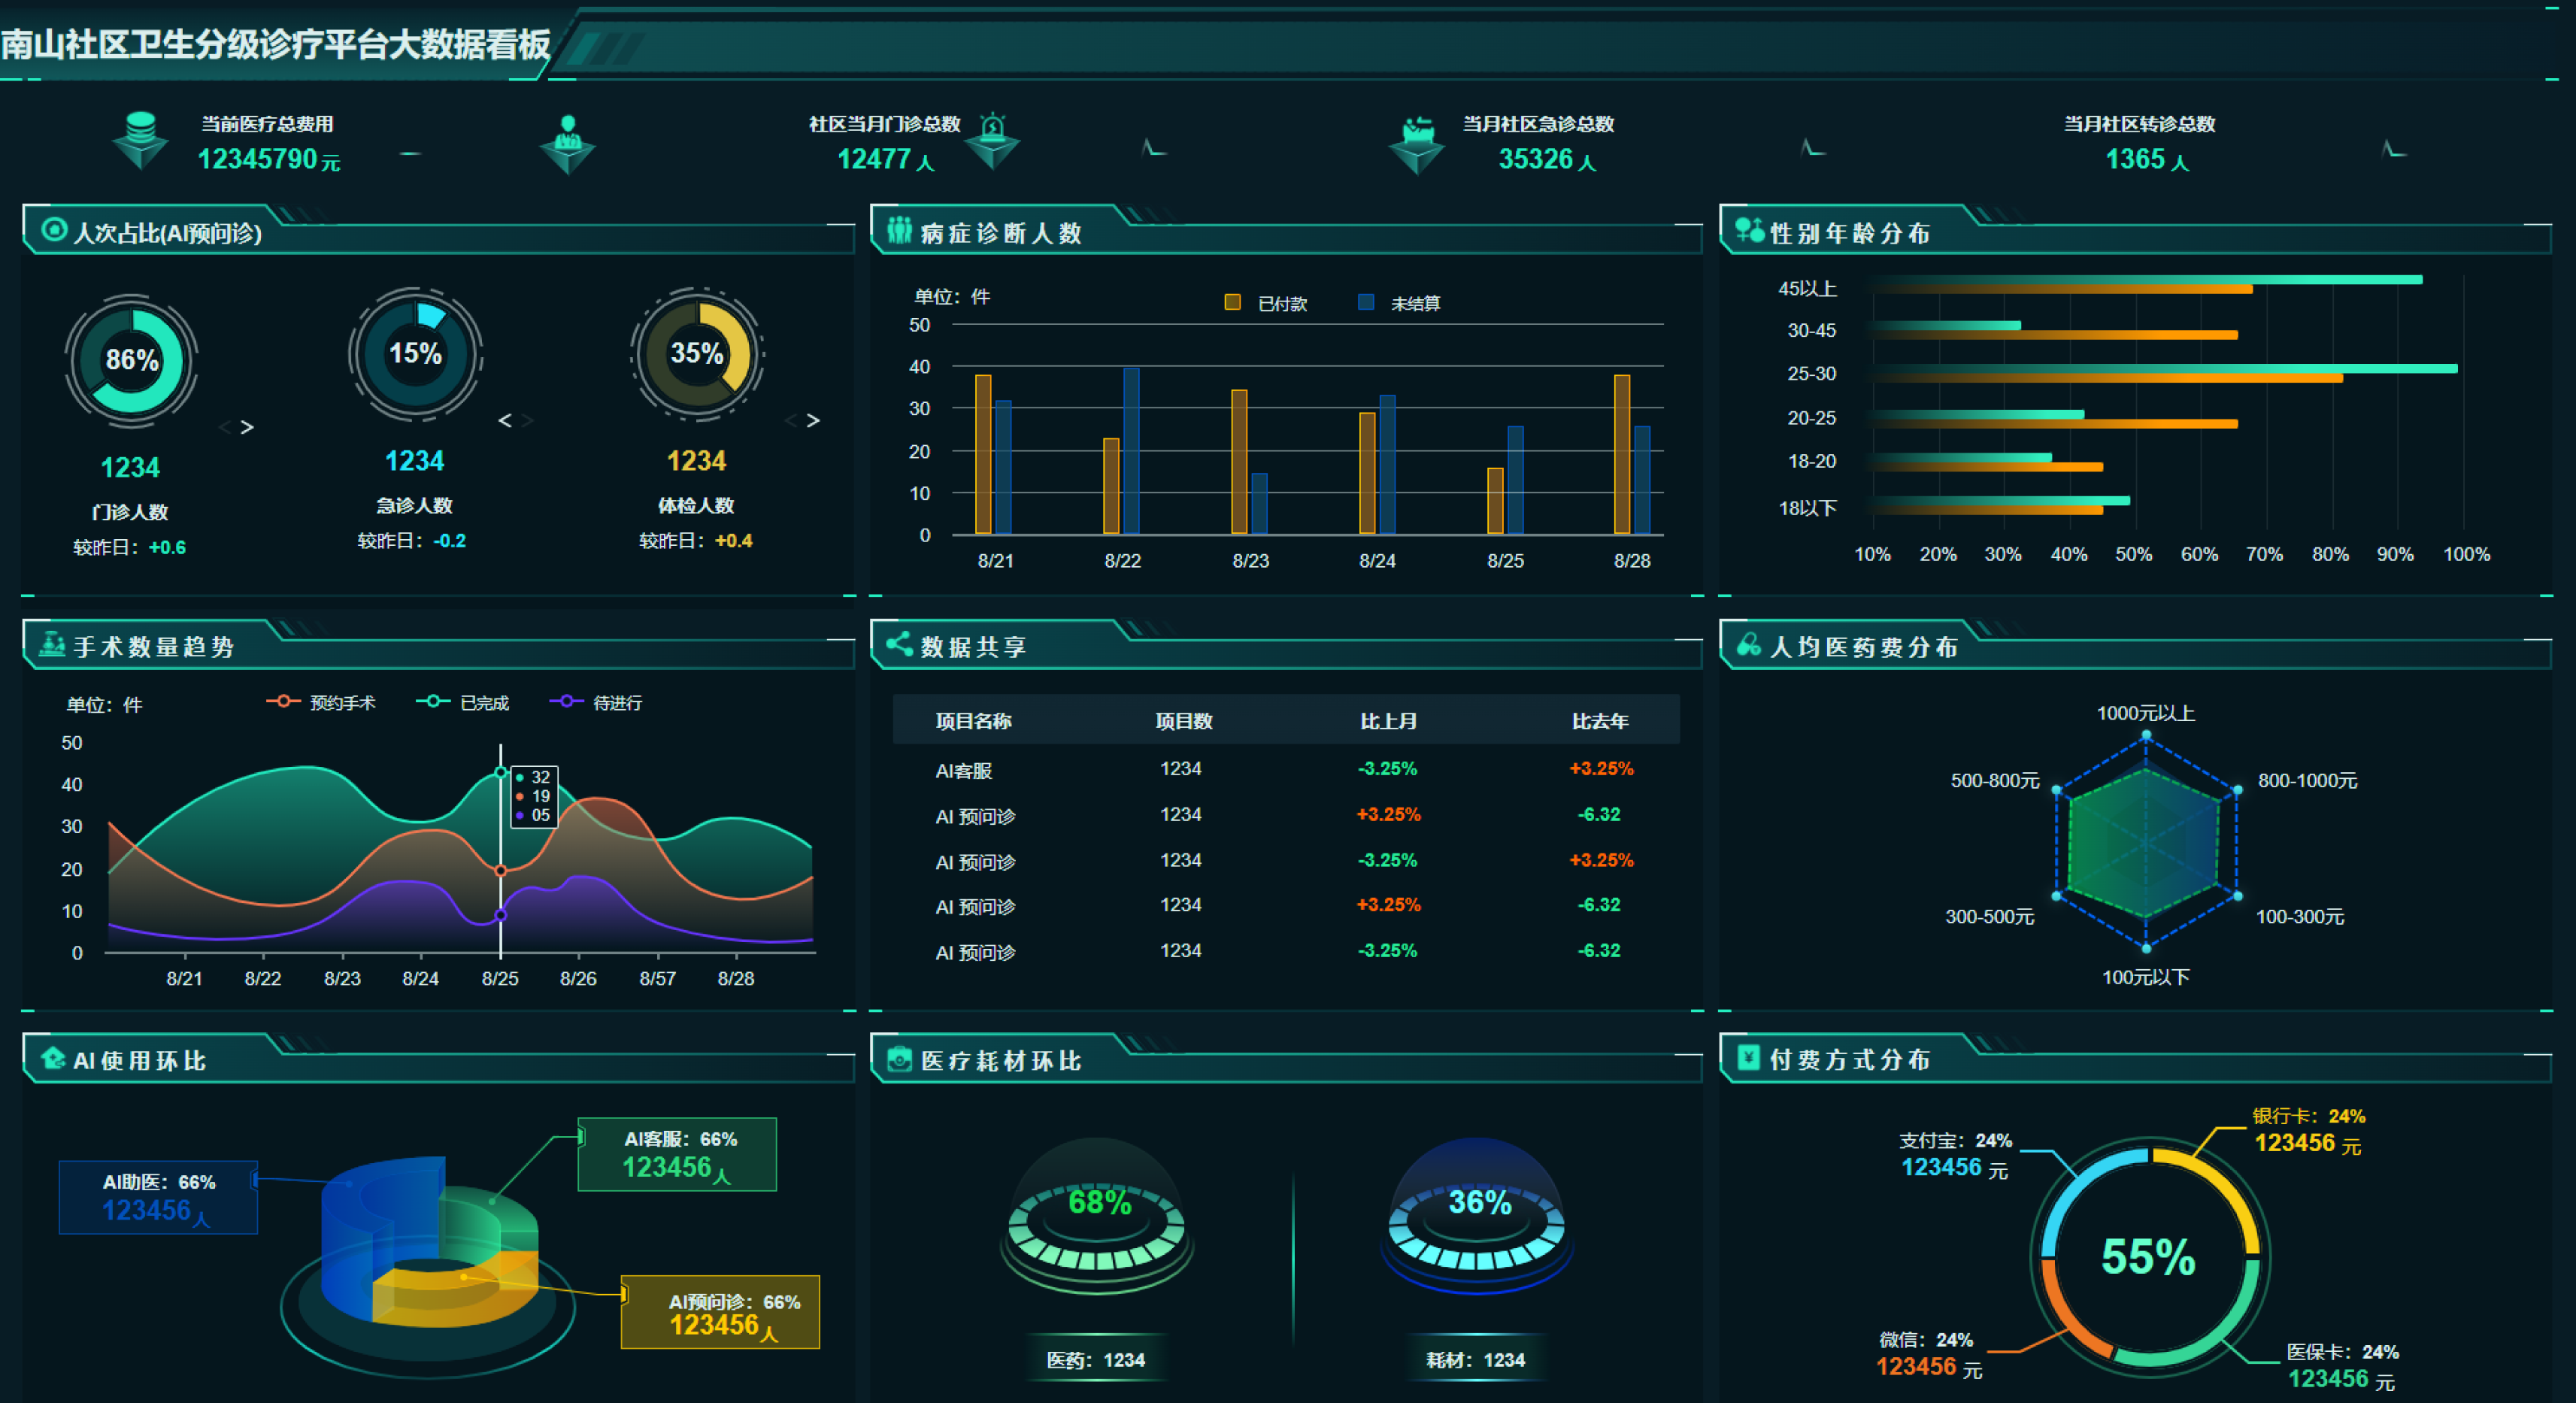 南山社区卫生分级诊疗平台大数据看板
当前医疗总费用
12345790 元
社区当月门诊总数
12477 人
当月社区急诊总数
35326 人
当月社区转诊总数
1365 人
人次占比(AI预问诊)
86%
1234
门诊人数
较昨日：+0.6
15%
1234
急诊人数
较昨日：-0.2
35%
1234
体检人数
较昨日：+0.4
病症诊断人数
单位：件
已付款 未结算
50
40
30
20
10
0
8/21 8/22 8/23 8/24 8/25 8/28
性别年龄分布
45以上
30-45
25-30
20-25
18-20
18以下
10% 20% 30% 40% 50% 60% 70% 80% 90% 100%
手术数量趋势
单位：件
预约手术 已完成 待进行
50
40
30
20
10
0
32
19
05
8/21 8/22 8/23 8/24 8/25 8/26 8/57 8/28
数据共享
项目名称 项目数 比上月 比去年
AI客服 1234 -3.25% +3.25%
AI 预问诊 1234 +3.25% -6.32
AI 预问诊 1234 -3.25% +3.25%
AI 预问诊 1234 +3.25% -6.32
AI 预问诊 1234 -3.25% -6.32
人均医药费分布
1000元以上
500-800元
800-1000元
300-500元
100-300元
100元以下
AI使用环比
AI客服：66%
123456人
AI助医：66%
123456人
AI预问诊：66%
123456人
医疗耗材环比
68%
医药：1234
36%
耗材：1234
付费方式分布
银行卡：24%
123456 元
支付宝：24%
123456 元
55%
微信：24%
123456 元
医保卡：24%
123456 元